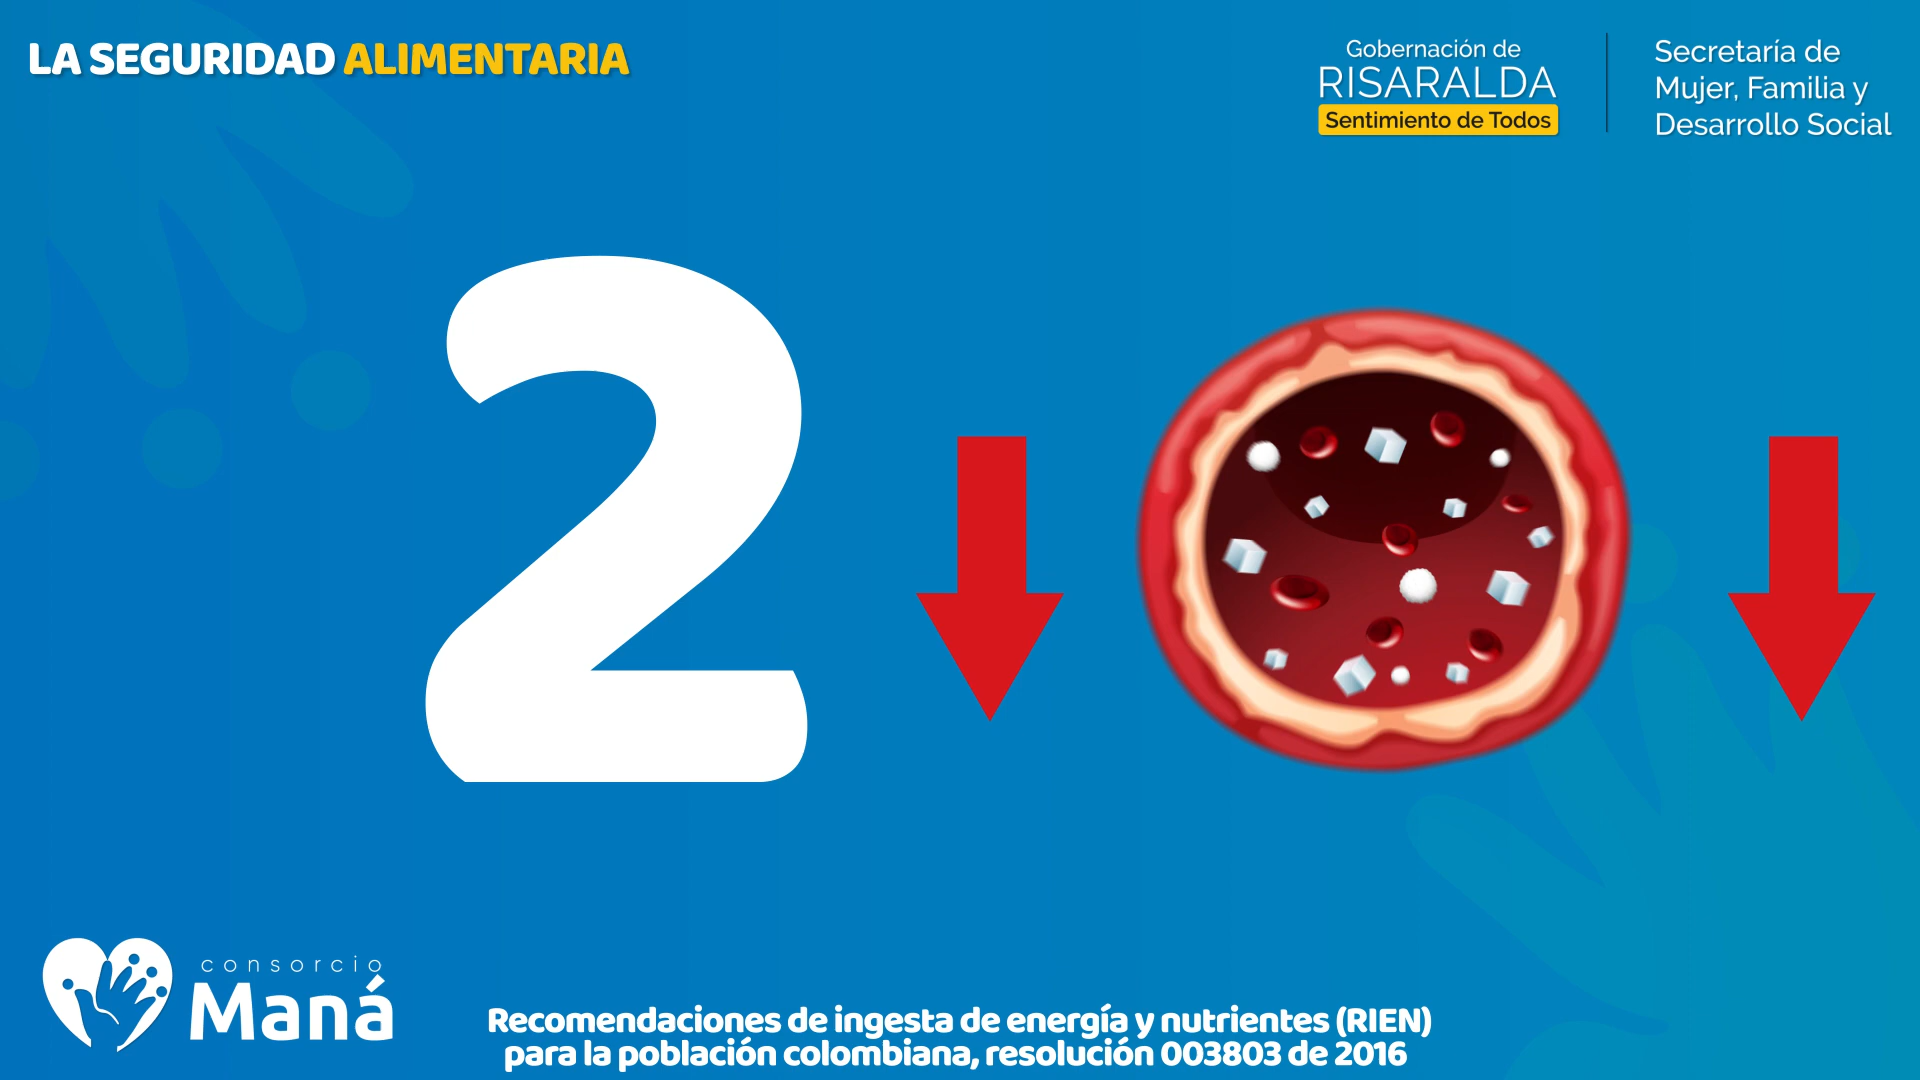 LA SEGURIDAD ALIMENTARIA
Gobernación de
RISARALDA
Sentimiento de Todos
Secretaría de
Mujer, Familia y
Desarrollo Social
2
consorcio
Maná
Recomendaciones de ingesta de energía y nutrientes (RIEN)
para la población colombiana, resolución 003803 de 2016